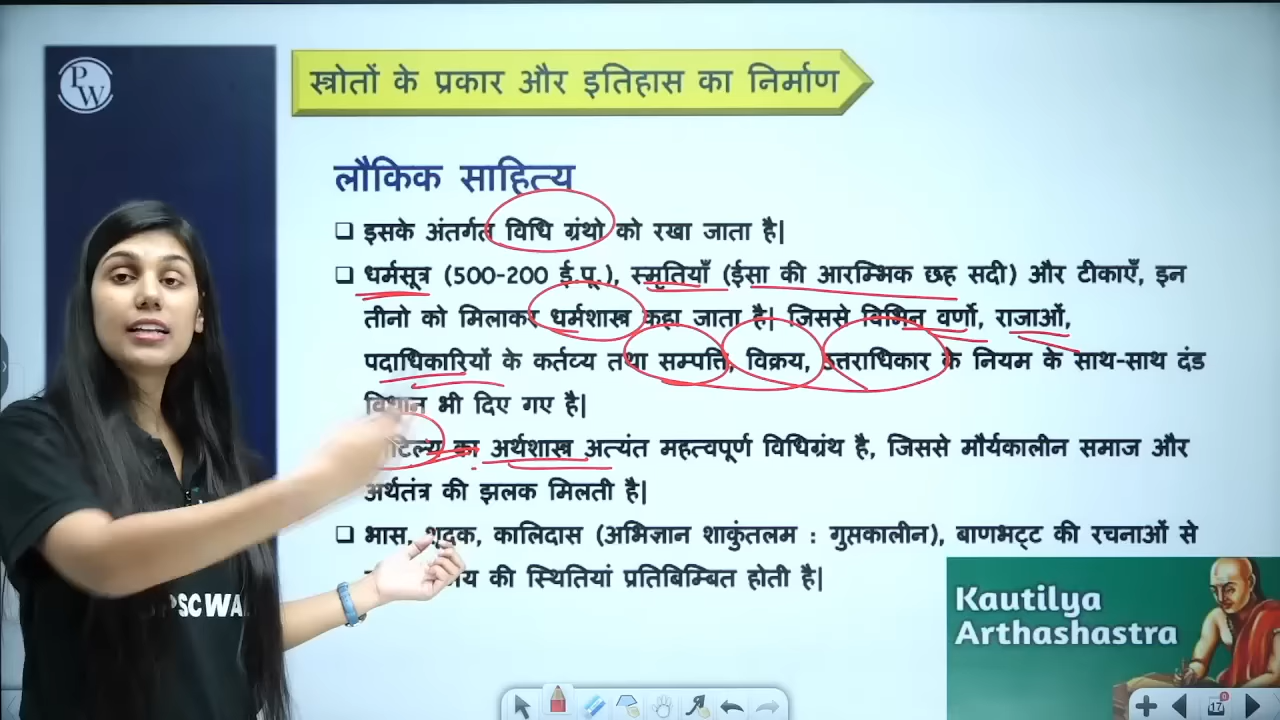 PW
स्त्रोतों के प्रकार और इतिहास का निर्माण
लौकिक साहित्य
❑ इसके अंतर्गत विधि ग्रंथो को रखा जाता है|
❑ धर्मसूत्र (500-200 ई.पू.), स्मृतियाँ (ईसा की आरम्भिक छह सदी) और टीकाएँ, इन
तीनो को मिलाकर धर्मशास्त्र कहा जाता है| जिससे विभिन वर्णो, राजाओं,
पदाधिकारियों के कर्तव्य तथा सम्पत्ति, विक्रय, उत्तराधिकार के नियम के साथ-साथ दंड
विधान भी दिए गए है|
का अर्थशास्त्र अत्यंत महत्वपूर्ण विधिग्रंथ है, जिससे मौर्यकालीन समाज और
अर्थतंत्र की झलक मिलती है|
❑ भास, शूद्रक, कालिदास (अभिज्ञान शाकुंतलम : गुप्तकालीन), बाणभट्ट की रचनाओं से
की स्थितियां प्रतिबिम्बित होती है|
Kautilya
Arthashastra
PSCWA
17